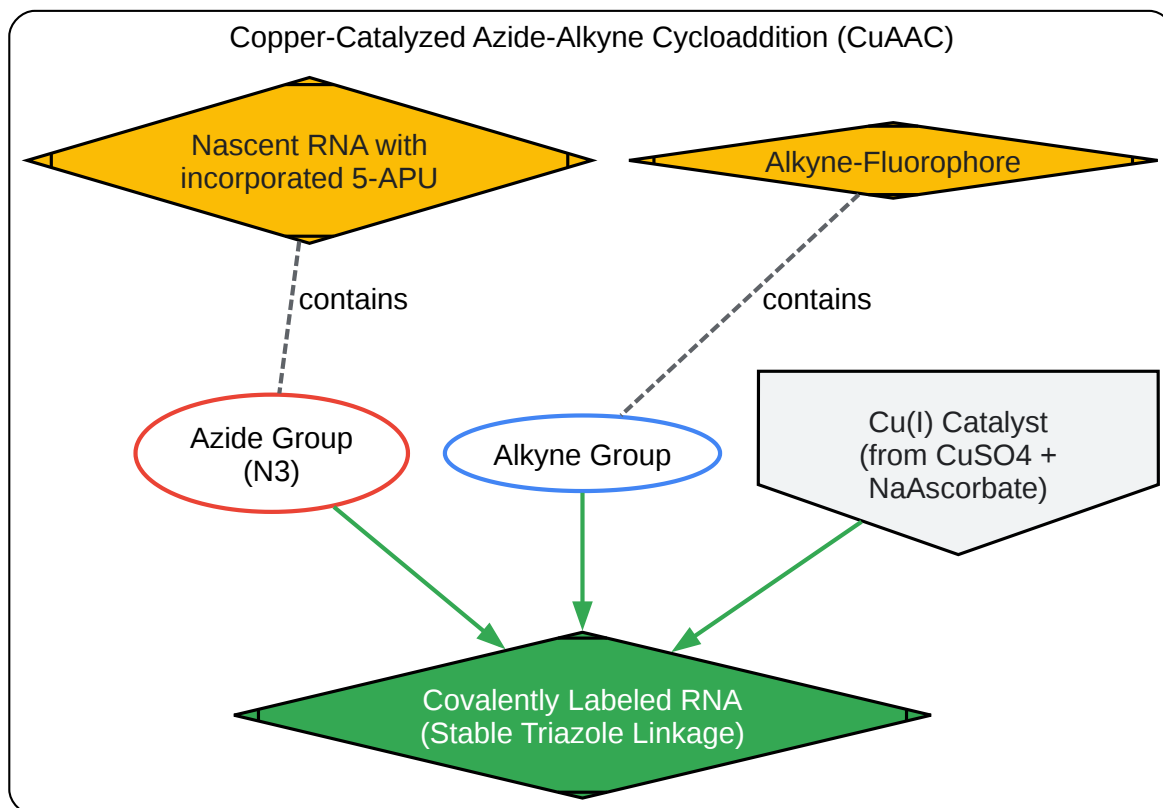 Copper-Catalyzed Azide-Alkyne Cycloaddition (CuAAC)
Nascent RNA with
incorporated 5-APU
Alkyne-Fluorophore
contains
contains
Azide Group
(N3)
Alkyne Group
Cu(I) Catalyst
(from CuSO4 +
NaAscorbate)
Covalently Labeled RNA
(Stable Triazole Linkage)